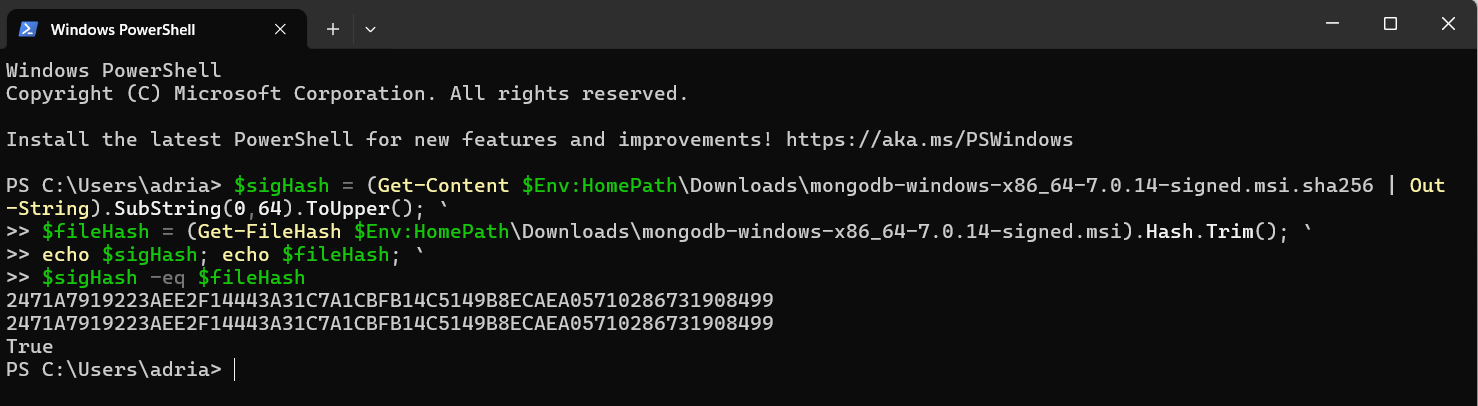 Windows PowerShell
Windows PowerShell
Copyright (C) Microsoft Corporation. All rights reserved.
Install the latest PowerShell for new features and improvements! https://aka.ms/PSWindows
PS C:\Users\adria> $sigHash = (Get-Content $Env:HomePath\Downloads\mongodb-windows-x86_64-7.0.14-signed.msi.sha256 | Out
-String).SubString(0,64).ToUpper(); `
>> $fileHash = (Get-FileHash $Env:HomePath\Downloads\mongodb-windows-x86_64-7.0.14-signed.msi).Hash.Trim(); `
>> echo $sigHash; echo $fileHash; `
>> $sigHash -eq $fileHash
2471A7919223AEE2F14443A31C7A1CBFB14C5149B8ECAEA05710286731908499
2471A7919223AEE2F14443A31C7A1CBFB14C5149B8ECAEA05710286731908499
True
PS C:\Users\adria>